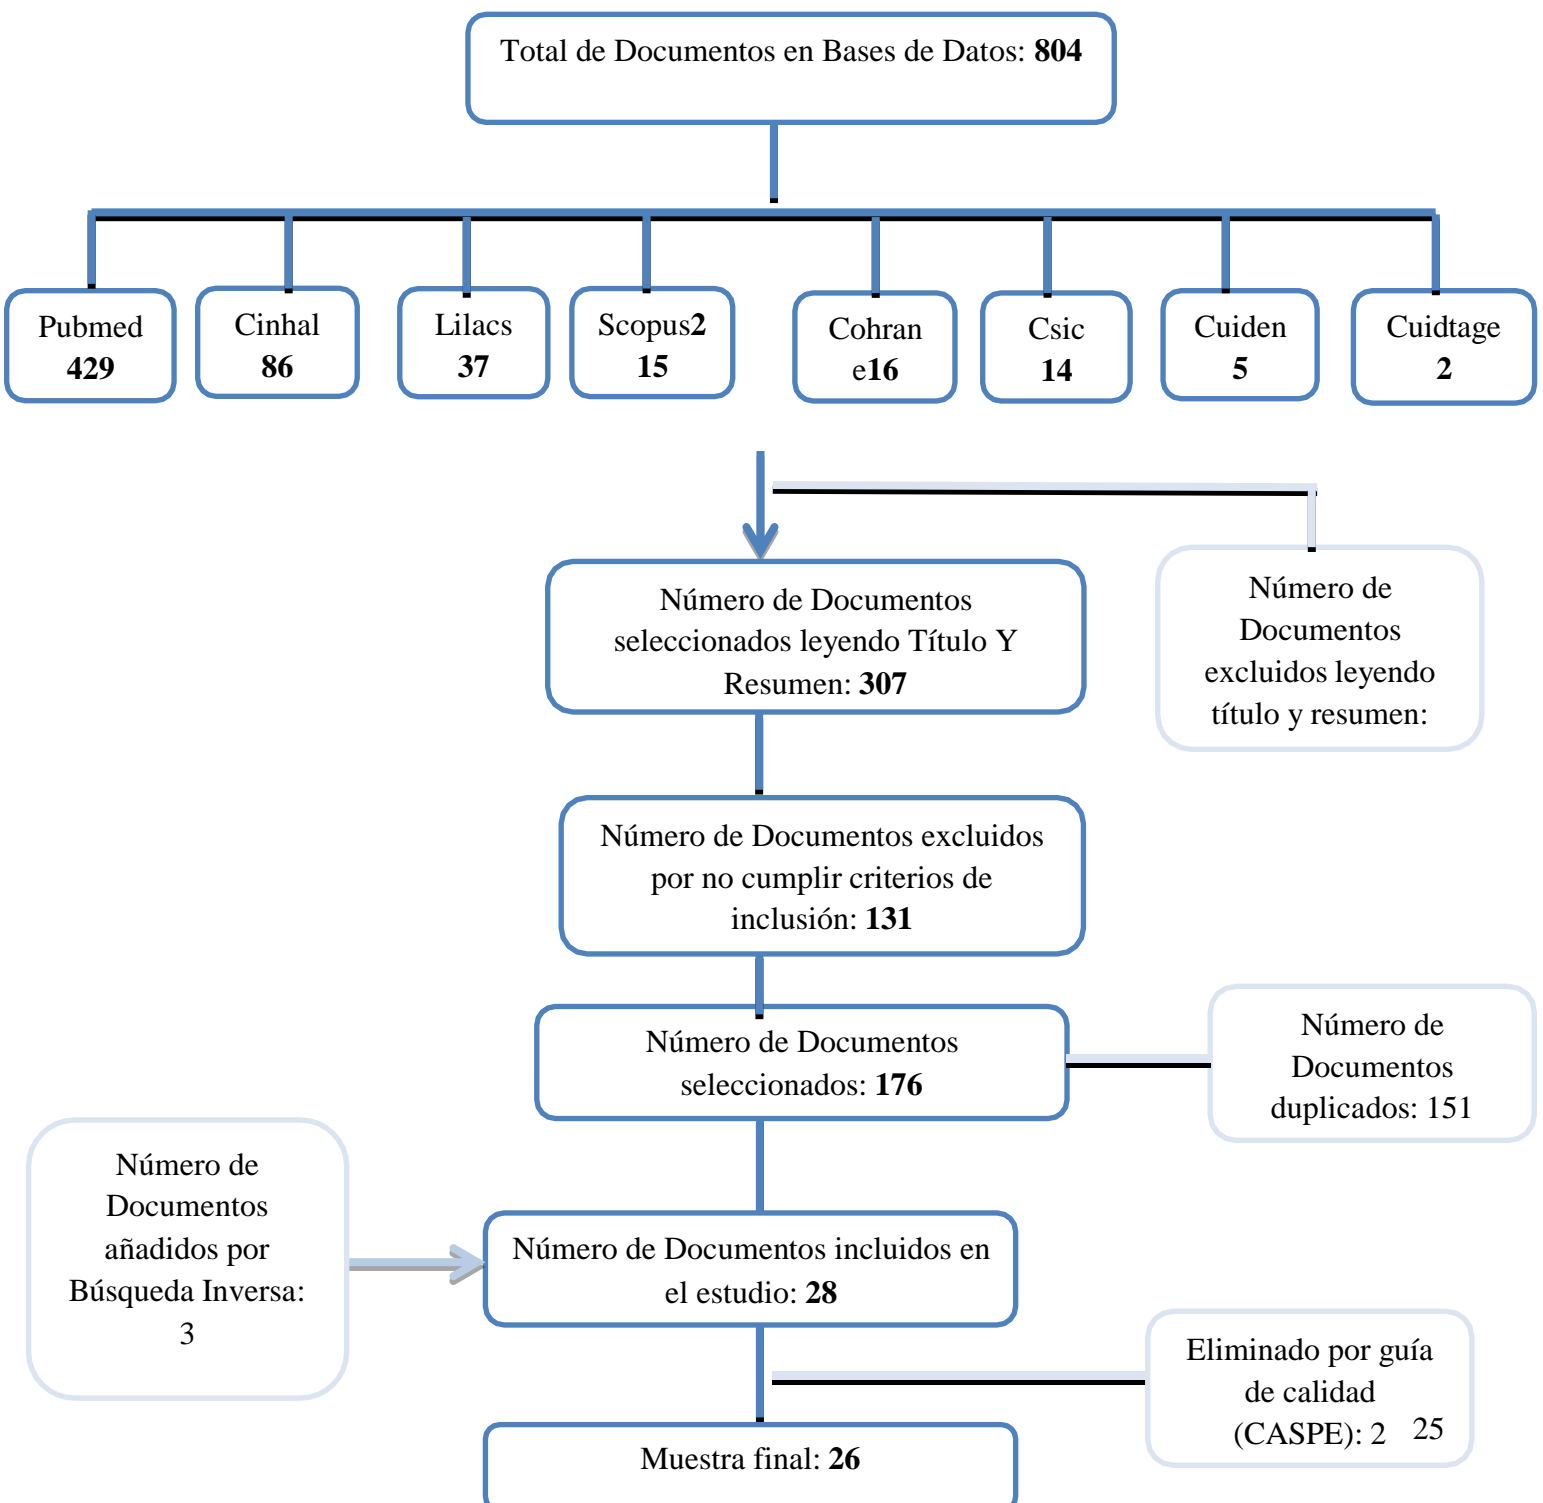 Total de Documentos en Bases de Datos: 804
Pubmed
429
Cinhal
86
Lilacs
37
Scopus2
15
Cohran
e16
Csic
14
Cuiden
5
Cuidtage
2
Número de Documentos
seleccionados leyendo Título Y
Resumen: 307
Número de
Documentos
excluidos leyendo
título y resumen:
Número de Documentos excluidos
por no cumplir criterios de
inclusión: 131
Número de Documentos
seleccionados: 176
Número de
Documentos
duplicados: 151
Número de
Documentos
añadidos por
Búsqueda Inversa:
3
Número de Documentos incluidos en
el estudio: 28
Eliminado por guía
de calidad
(CASPE): 2
25
Muestra final: 26